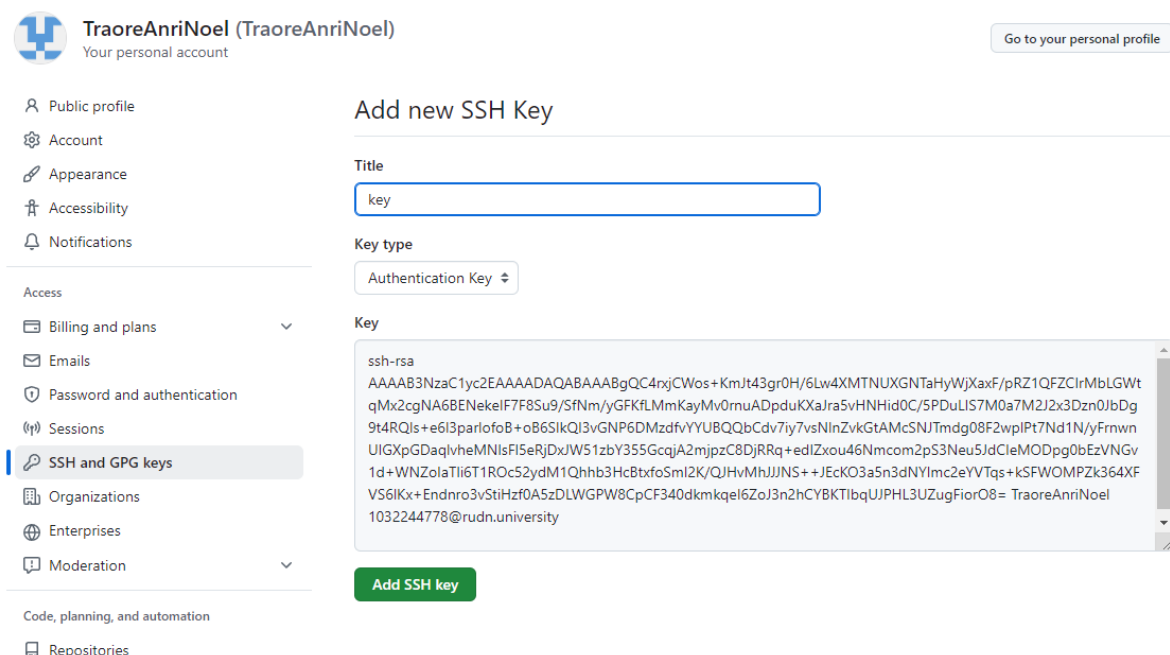 TraoreAnriNoel (TraoreAnriNoel)
Your personal account
Go to your personal profile
Public profile
Account
Appearance
Accessibility
Notifications
Access
Billing and plans
Emails
Password and authentication
Sessions
SSH and GPG keys
Organizations
Enterprises
Moderation
Code, planning, and automation
Repositories
Add new SSH Key
Title
key
Key type
Authentication Key
Key
ssh-rsa
AAAAB3NzaC1yc2EAAAADAQABAAABgQC4rxjCWos+KmJt43gr0H/6Lw4XMTNUXGNTaHyWjXaxF/pRZ1QFZCIrMbLGWt
qMx2cgNA6BENekeIF7F8Su9/SfNm/yGFKfLMmKayMv0rnuADpduKXaJra5vHNHid0C/5PDuLIS7M0a7M2J2x3Dzn0JbDg
9t4RQIs+e6I3parlofoB+oB6SIkQI3vGNP6DMzdfvYYUBQQbCdv7iy7vsNlnZvkGtAMcSNJTmdg08F2wpIPt7Nd1N/yFrnwn
UIGXpGDaqIvheMNIsFI5eRjDxJW51zbY355GcqjA2mjpzC8DjRRq+edIZxou46Nmcom2pS3Neu5JdCIeMODpg0bEzVNGv
1d+WNZoIaTIi6T1ROc52ydM1Qhhb3HcBtxfoSmI2K/QJHvMhJJJNS++JEcKO3a5n3dNYImc2eYVTqs+kSFWOMPZk364XF
VS6IKx+Endnro3vStiHzf0A5zDLWGPW8CpCF340dkmkqeI6ZoJ3n2hCYBKTIbqUJPHL3UZugFiorO8= TraoreAnriNoel
1032244778@rudn.university
Add SSH key